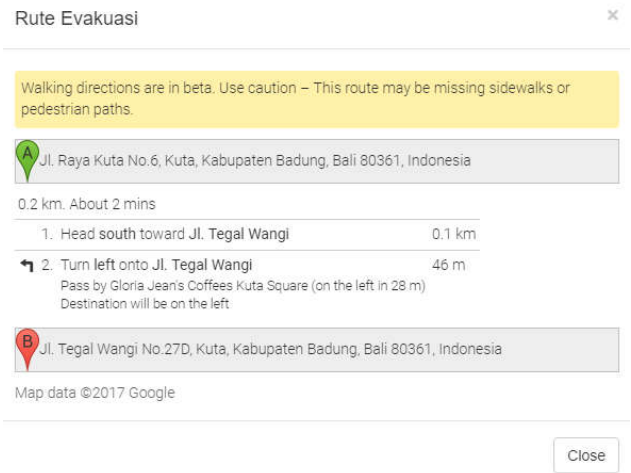 Rute Evakuasi
×
Walking directions are in beta. Use caution – This route may be missing sidewalks or
pedestrian paths.
A Jl. Raya Kuta No.6, Kuta, Kabupaten Badung, Bali 80361, Indonesia
0.2 km. About 2 mins
1. Head south toward Jl. Tegal Wangi 0.1 km
2. Turn left onto Jl. Tegal Wangi 46 m
Pass by Gloria Jean's Coffees Kuta Square (on the left in 28 m)
Destination will be on the left
B Jl. Tegal Wangi No.27D, Kuta, Kabupaten Badung, Bali 80361, Indonesia
Map data ©2017 Google
Close